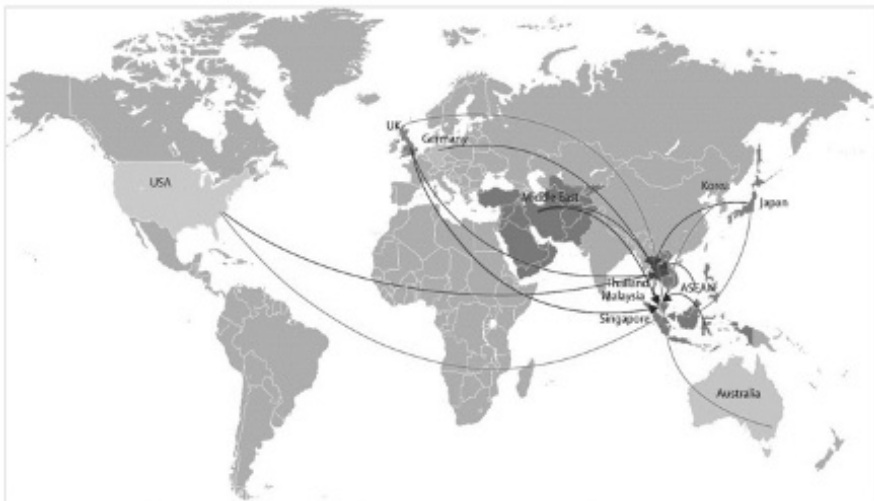 UK
Germany
USA
Middle East
Korea
Japan
Thailand
Malaysia
ASEAN
Singapore
Australia